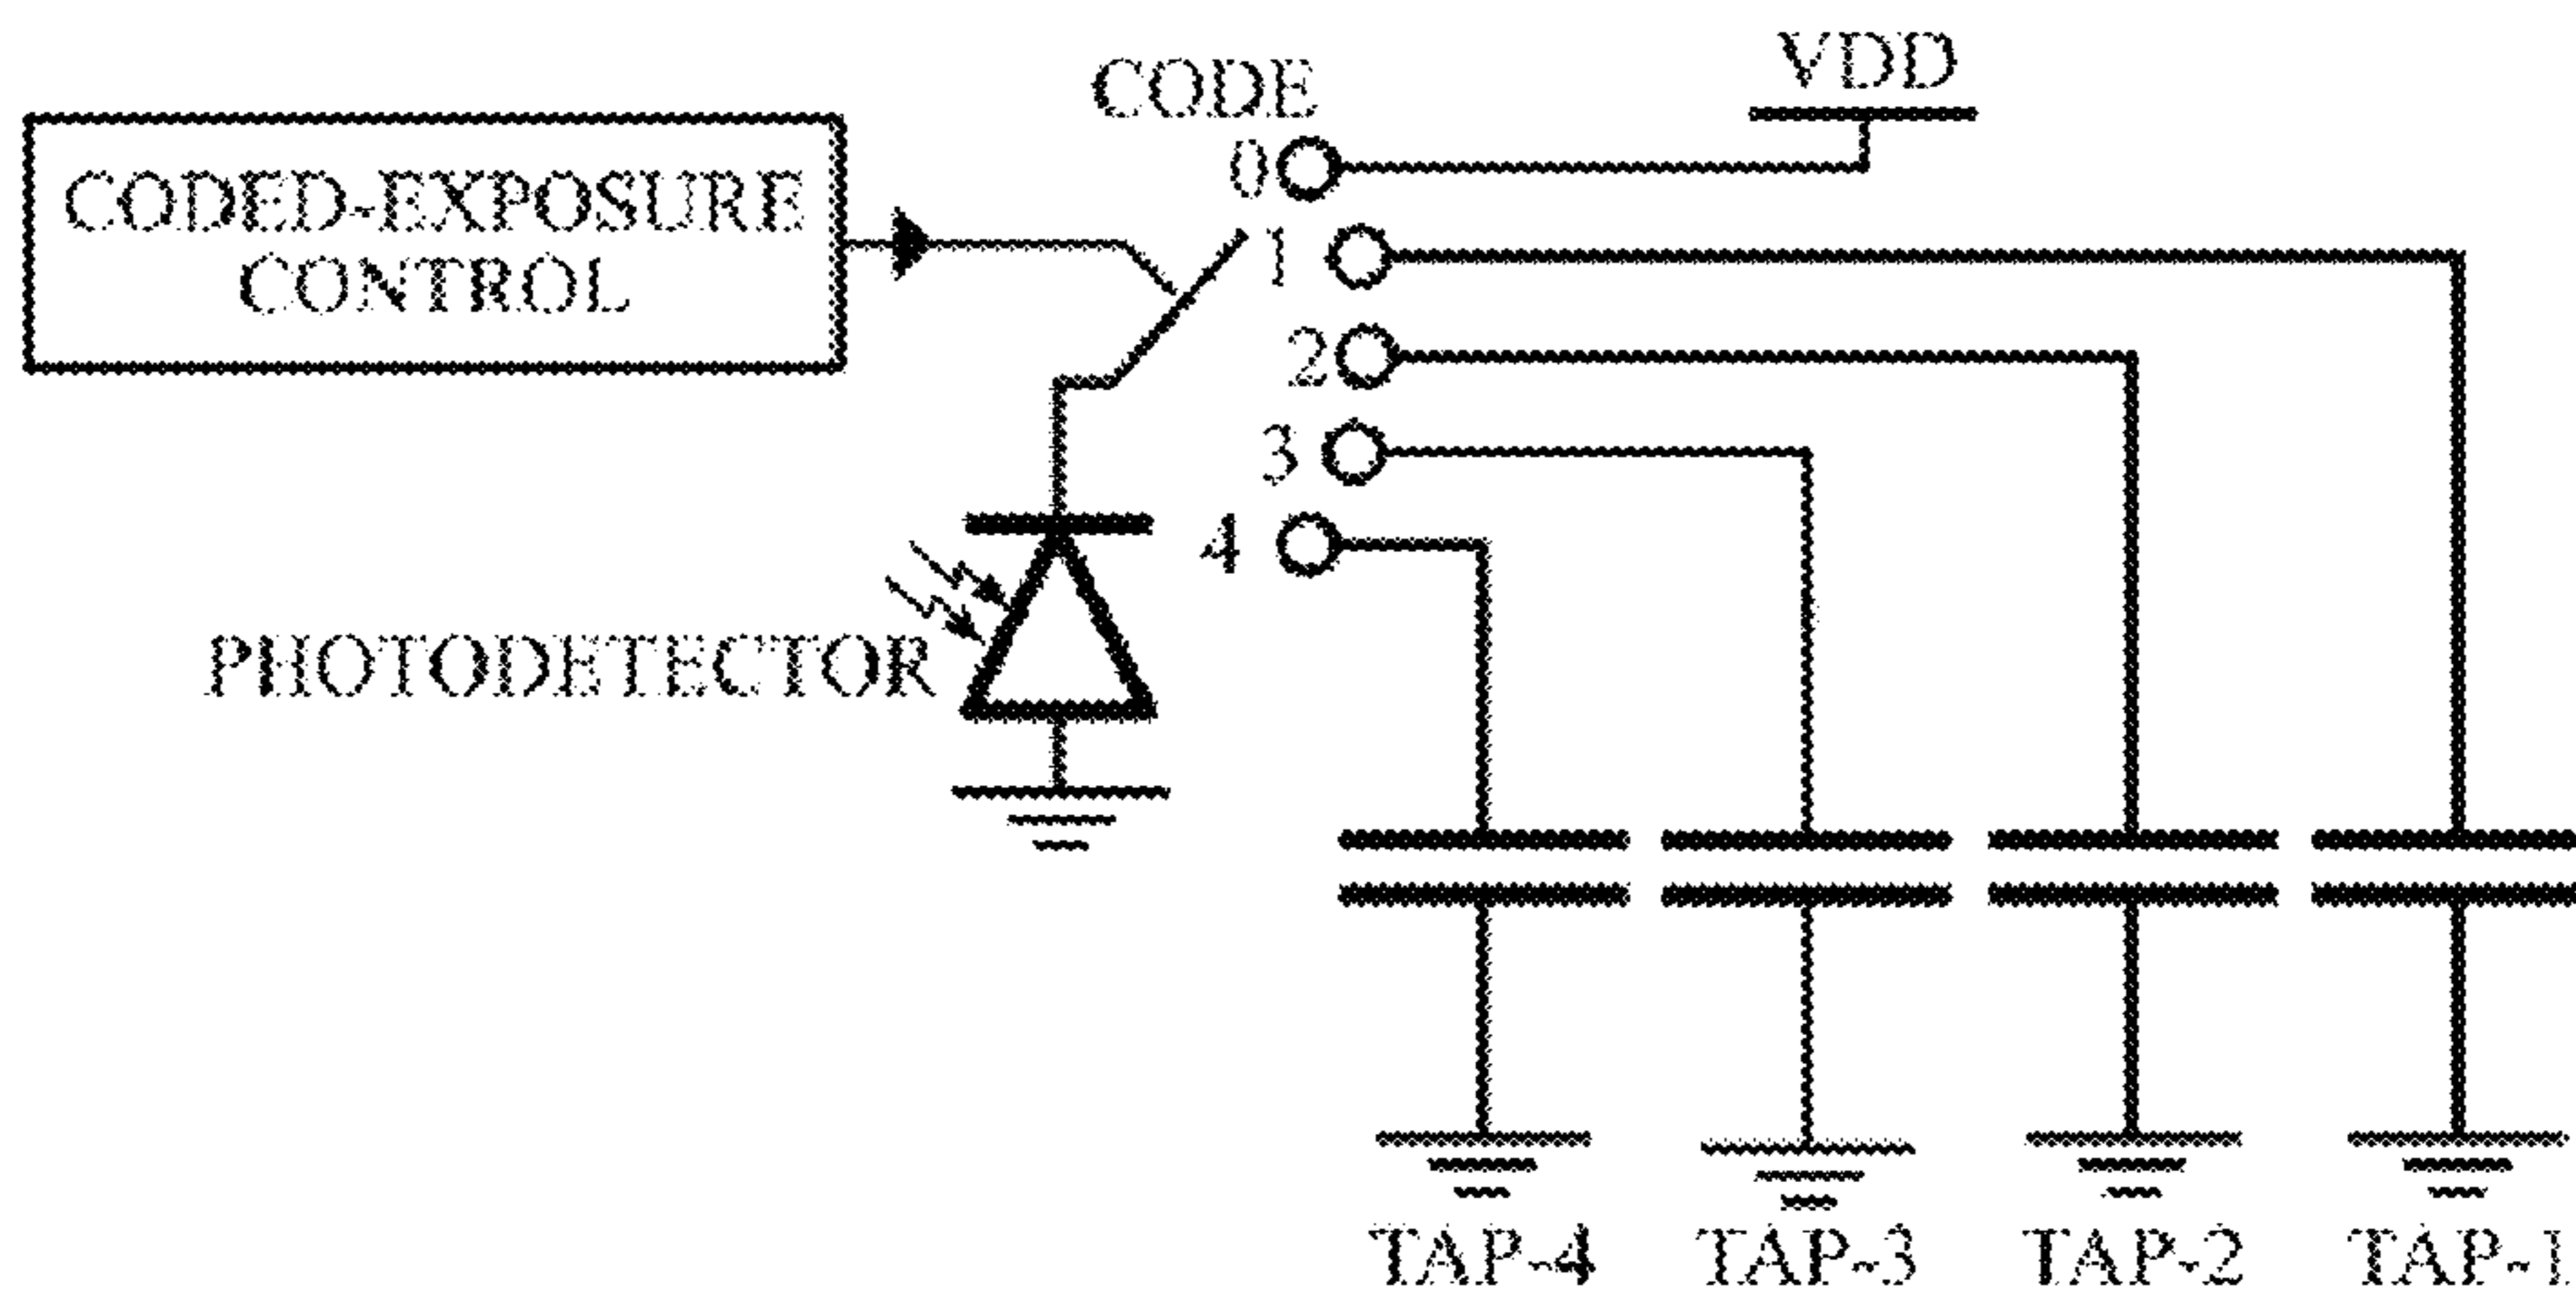 CODED-EXPOSURE
CONTROL
CODE
VDD
0
1
2
3
4
PHOTODETECTOR
TAP-4
TAP-3
TAP-2
TAP-1